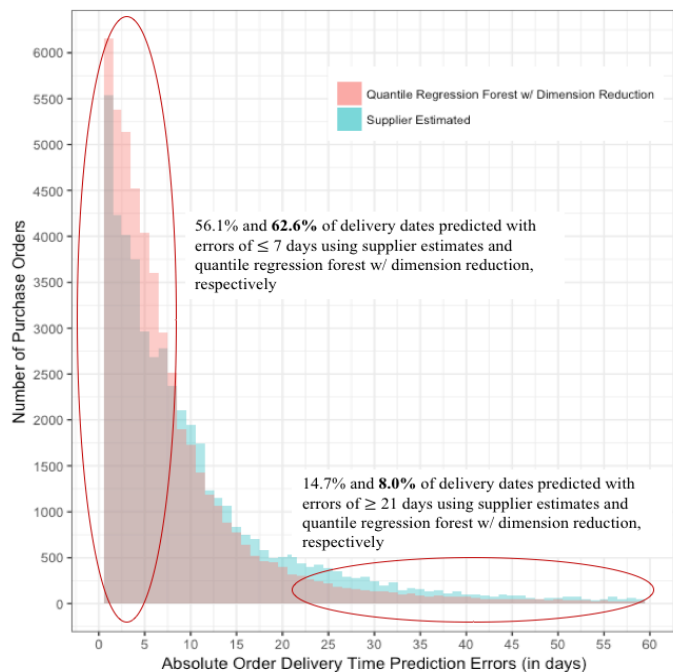 6000
5500
5000
4500
4000
3500
3000
2500
2000
1500
1000
500
0
Number of Purchase Orders
Quantile Regression Forest w/ Dimension Reduction
Supplier Estimated
56.1% and 62.6% of delivery dates predicted with
errors of ≤ 7 days using supplier estimates and
quantile regression forest w/ dimension reduction,
respectively
14.7% and 8.0% of delivery dates predicted with
errors of ≥ 21 days using supplier estimates and
quantile regression forest w/ dimension reduction,
respectively
0 5 10 15 20 25 30 35 40 45 50 55 60
Absolute Order Delivery Time Prediction Errors (in days)